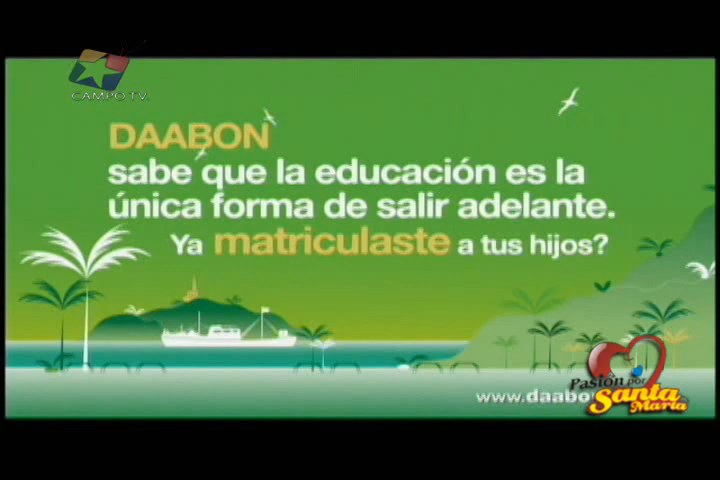 CAMPO TV.
DAABON
sabe que la educación es la
única forma de salir adelante.
Ya matriculaste a tus hijos?
www.daabo
Pasión por
Santa
Marta